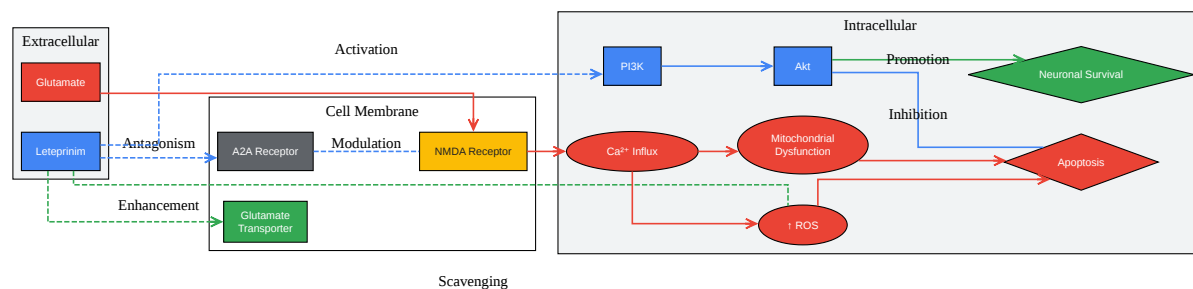 Intracellular
Extracellular
Activation
Glutamate
PI3K
Akt
Promotion
Neuronal Survival
Cell Membrane
Inhibition
Leteprinim
Antagonism
A2A Receptor
Modulation
NMDA Receptor
Ca²⁺ Influx
Mitochondrial
Dysfunction
Apoptosis
Enhancement
Glutamate
Transporter
↑ ROS
Scavenging